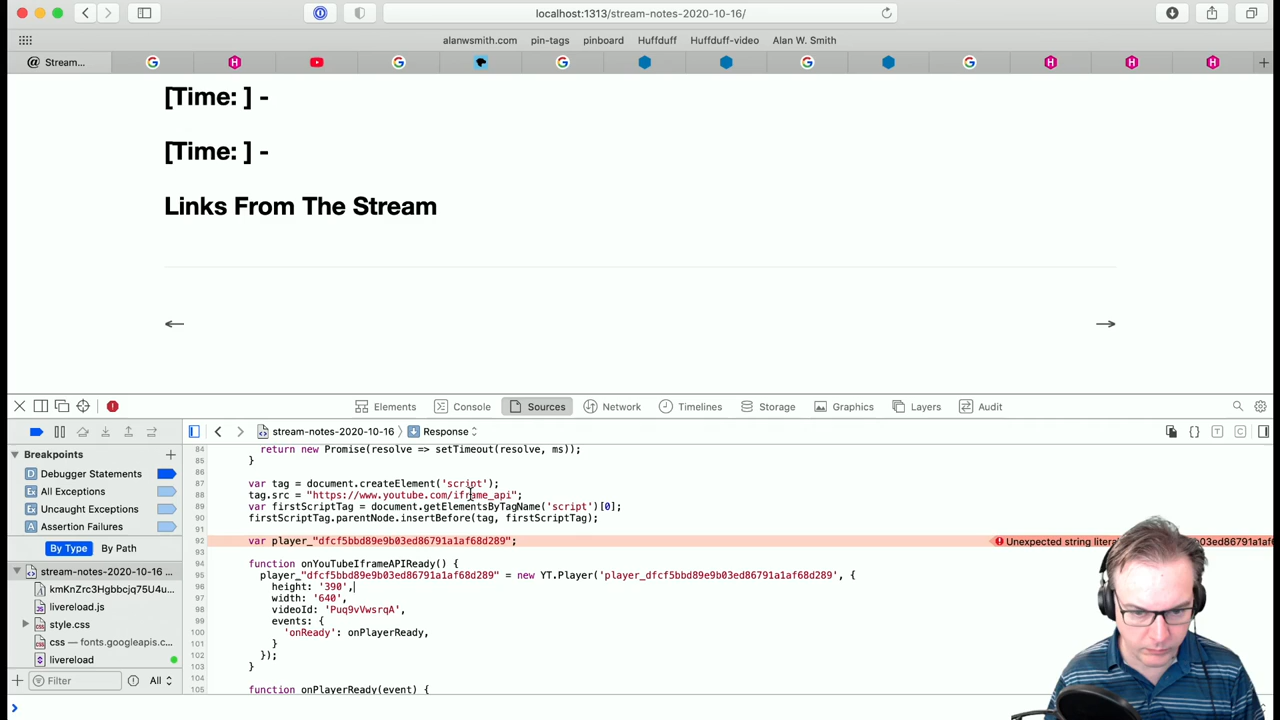 localhost:1313/stream-notes-2020-10-16/
alanwsmith.com pin-tags pinboard Huffduff Huffduff-video Alan W. Smith
@ Stream...
[Time: ] -
[Time: ] -
Links From The Stream
← →
Elements Console Sources Network Timelines Storage Graphics Layers Audit
stream-notes-2020-10-16 Response
Breakpoints
Debugger Statements
All Exceptions
Uncaught Exceptions
Assertion Failures
By Type By Path
stream-notes-2020-10-16 ...
kmKnZrc3Hgbbcjq75U4u...
livereload.js
style.css
css — fonts.googleapis.c...
livereload
Filter All
84 return new Promise(resolve => setTimeout(resolve, ms));
85 }
86
87 var tag = document.createElement('script');
88 tag.src = "https://www.youtube.com/iframe_api";
89 var firstScriptTag = document.getElementsByTagName('script')[0];
90 firstScriptTag.parentNode.insertBefore(tag, firstScriptTag);
91
92 var player_"dfcf5bbd89e9b03ed86791a1af68d289"; Unexpected string litera
03ed86791a1af6
93
94 function onYouTubeIframeAPIReady() {
95 player_"dfcf5bbd89e9b03ed86791a1af68d289" = new YT.Player('player_dfcf5bbd89e9b03ed86791a1af68d289', {
96 height: '390',
97 width: '640',
98 videoId: 'Puq9vVwsrqA',
99 events: {
100 'onReady': onPlayerReady,
101 }
102 });
103 }
104
105 function onPlayerReady(event) {